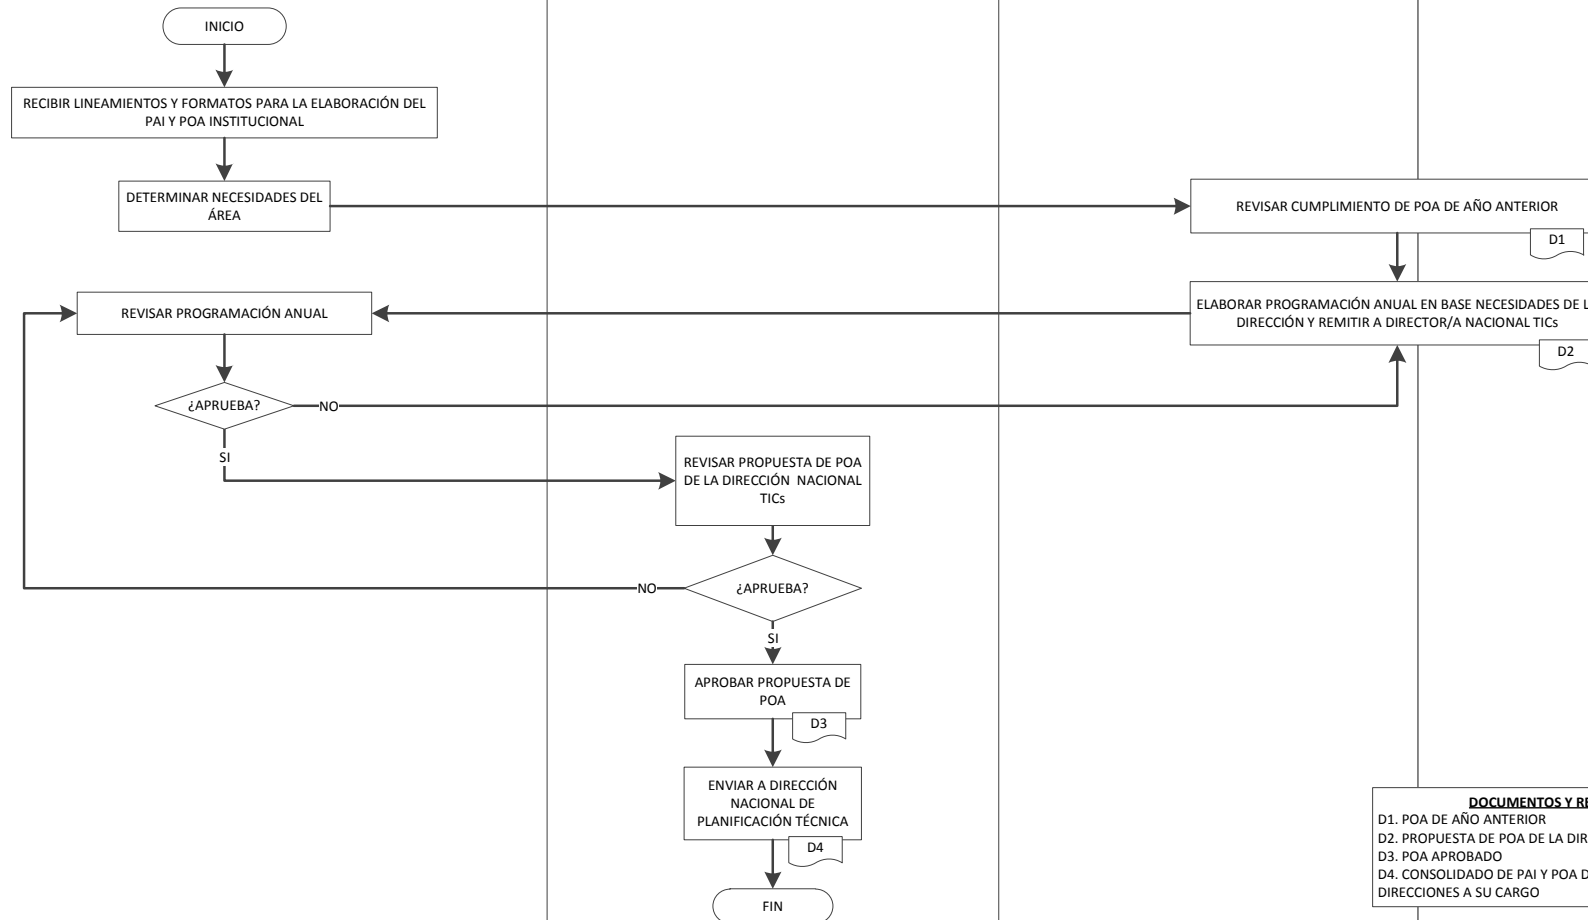 INICIO
RECIBIR LINEAMIENTOS Y FORMATOS PARA LA ELABORACIÓN DEL
PAI Y POA INSTITUCIONAL
DETERMINAR NECESIDADES DEL
ÁREA
REVISAR CUMPLIMIENTO DE POA DE AÑO ANTERIOR
D1
ELABORAR PROGRAMACIÓN ANUAL EN BASE NECESIDADES DE
DIRECCIÓN Y REMITIR A DIRECTOR/A NACIONAL TICs
D2
REVISAR PROGRAMACIÓN ANUAL
¿APRUEBA?
NO
SI
REVISAR PROPUESTA DE POA
DE LA DIRECCIÓN NACIONAL
TICs
¿APRUEBA?
NO
SI
APROBAR PROPUESTA DE
POA
D3
ENVIAR A DIRECCIÓN
NACIONAL DE
PLANIFICACIÓN TÉCNICA
D4
FIN
DOCUMENTOS Y
D1. POA DE AÑO ANTERIOR
D2. PROPUESTA DE POA DE LA
D3. POA APROBADO
D4. CONSOLIDADO DE PAI Y POA
DIRECCIONES A SU CARGO